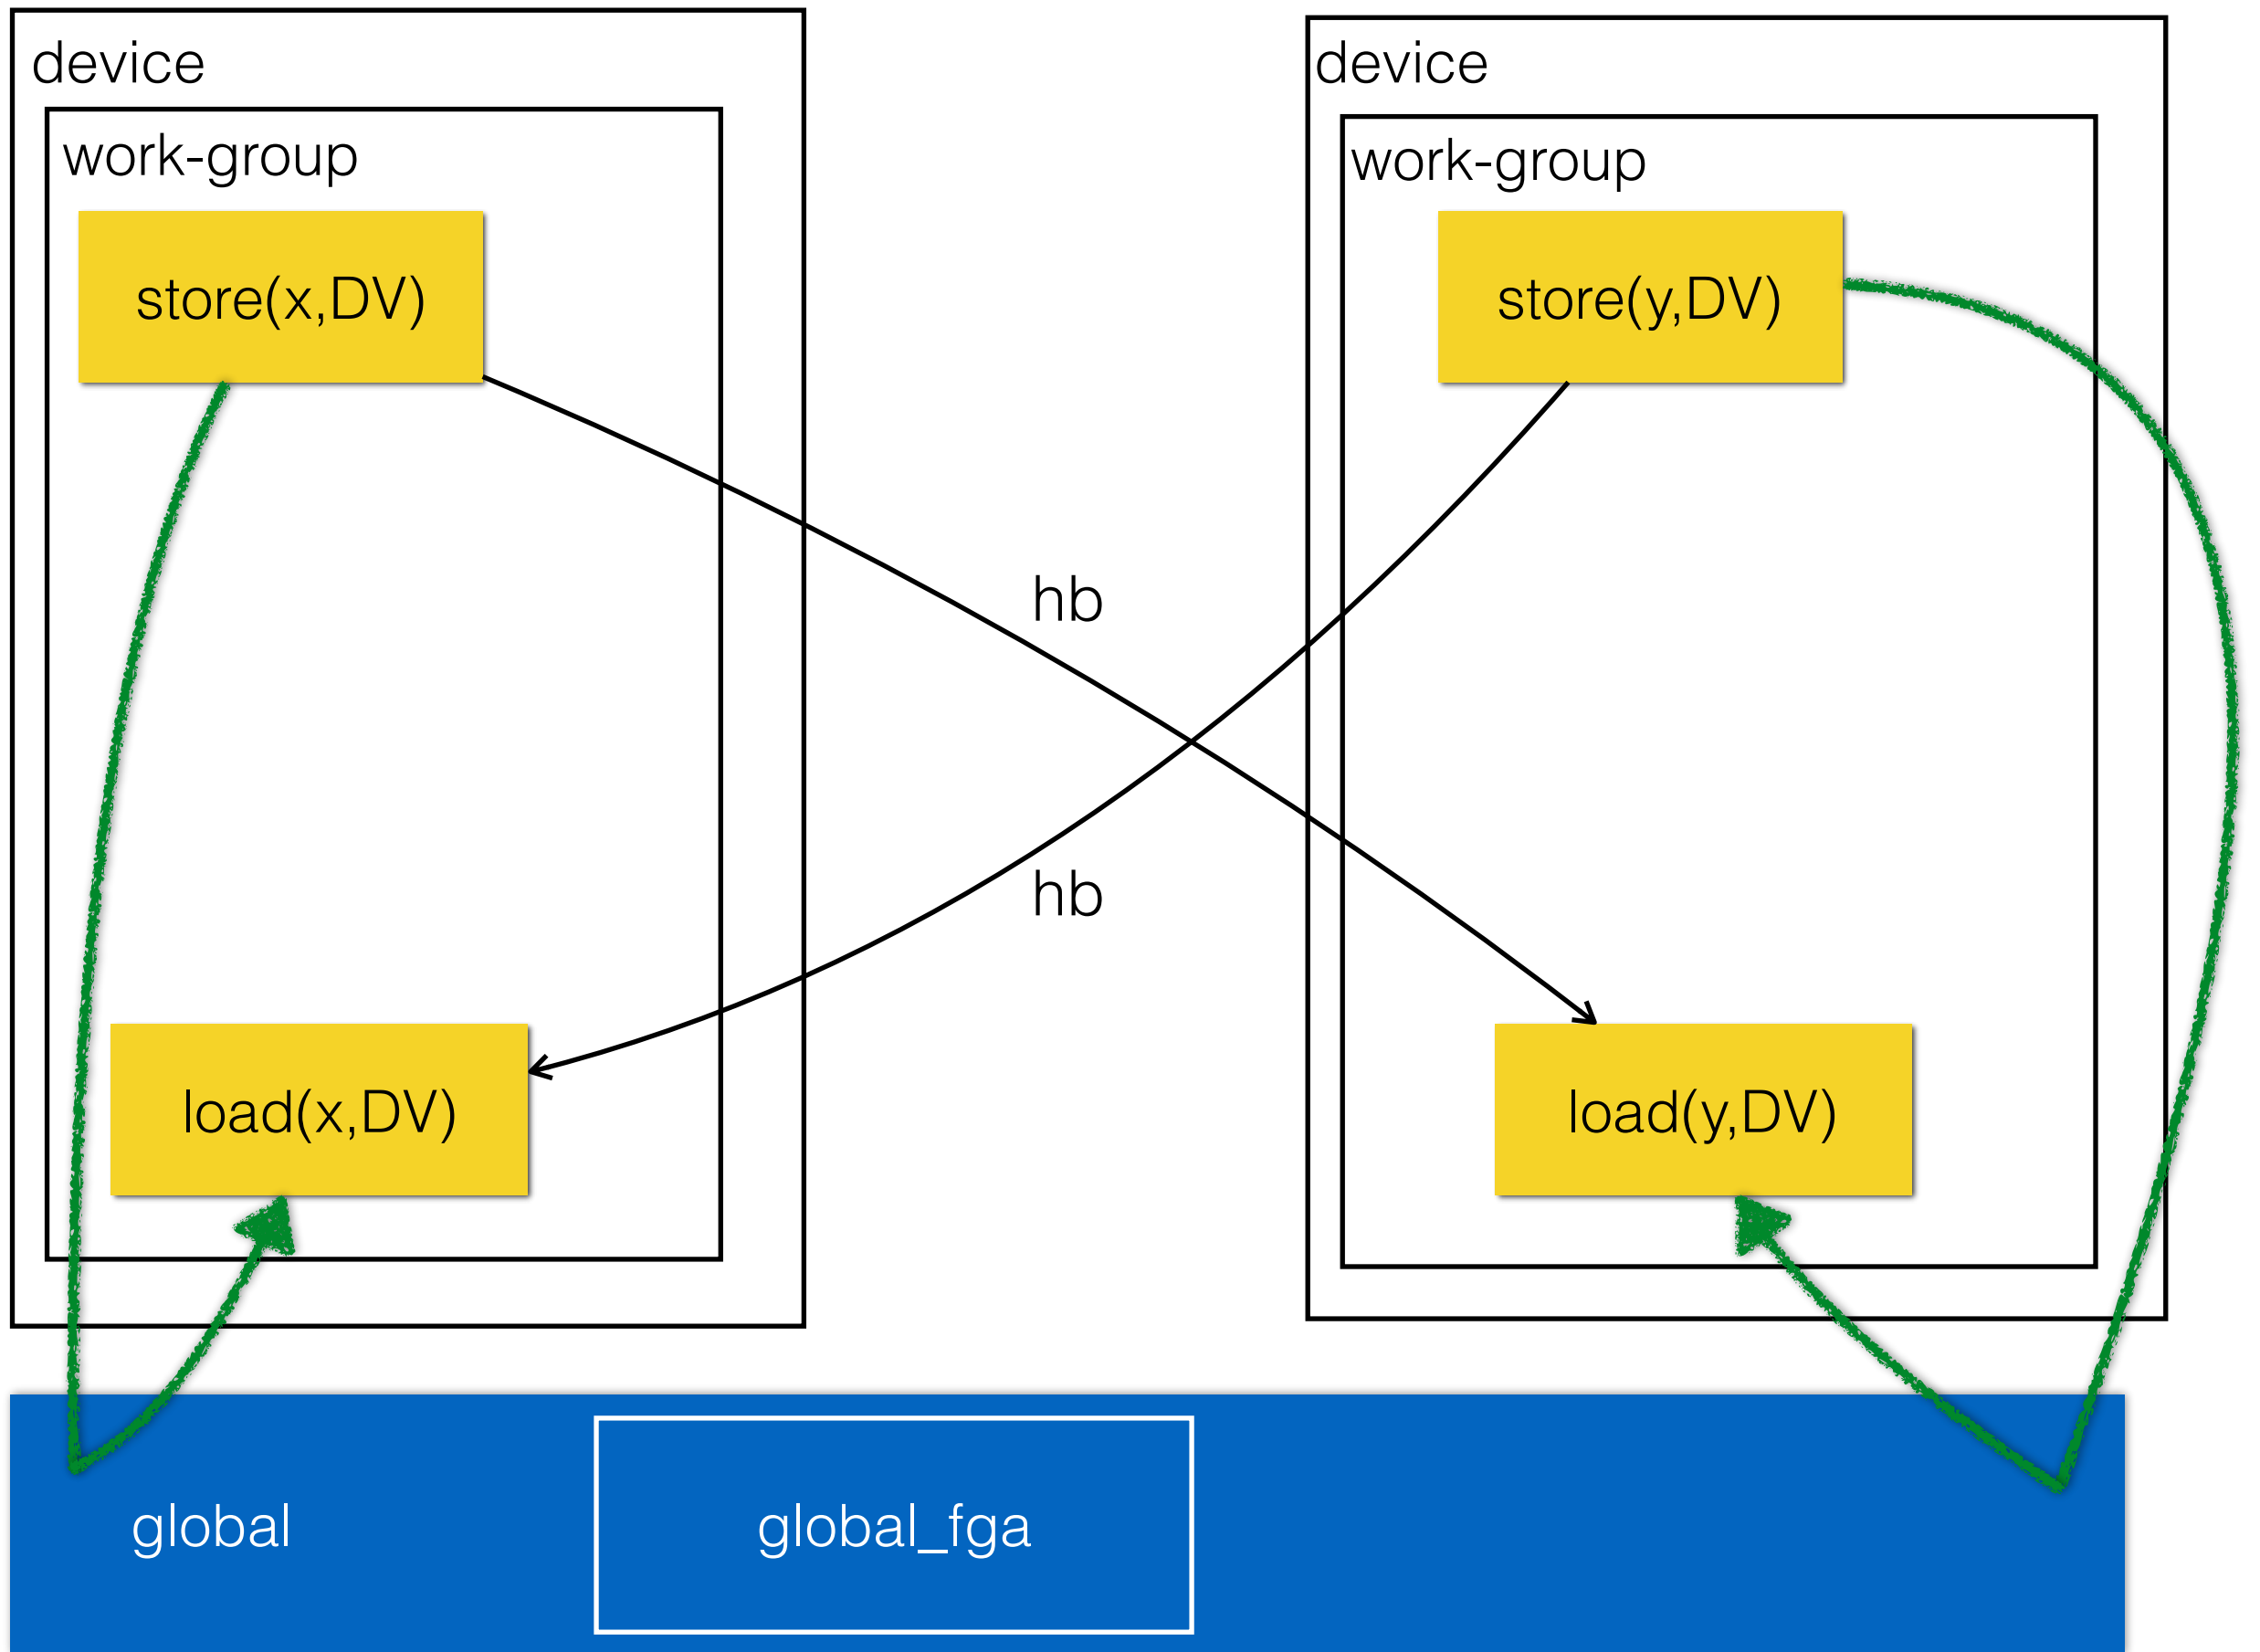 device
work-group
store(x,DV)
load(x,DV)
hb
hb
device
work-group
store(y,DV)
load(y,DV)
global
global_fga